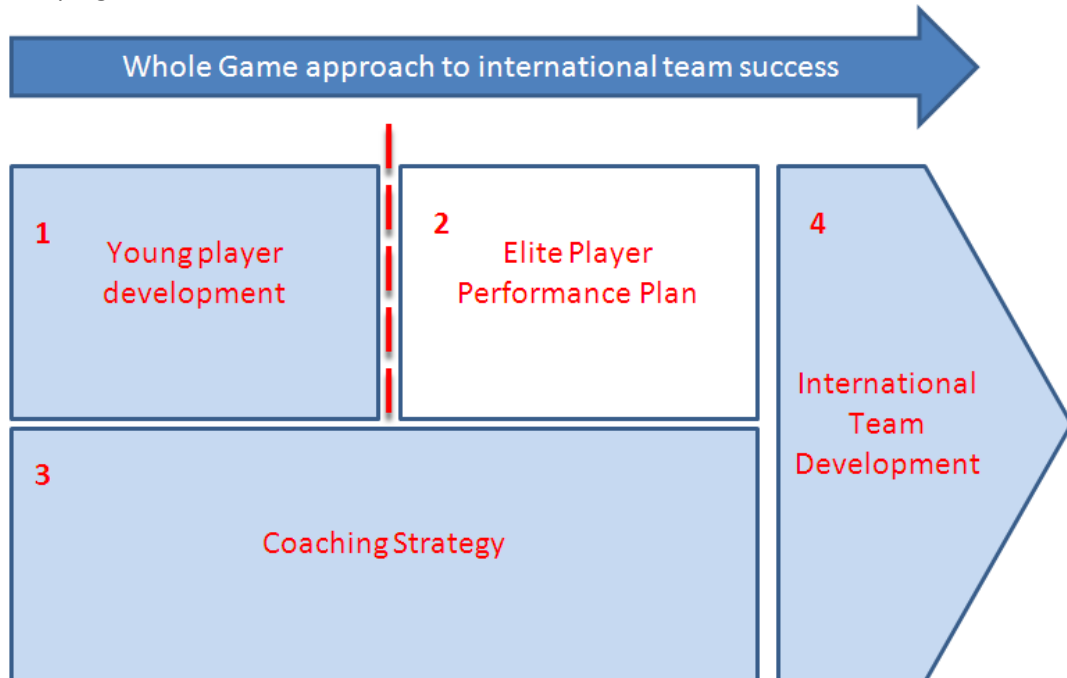 Whole Game approach to international team success
1
Young player
development
2
Elite Player
Performance Plan
3
Coaching Strategy
4
International
Team
Development